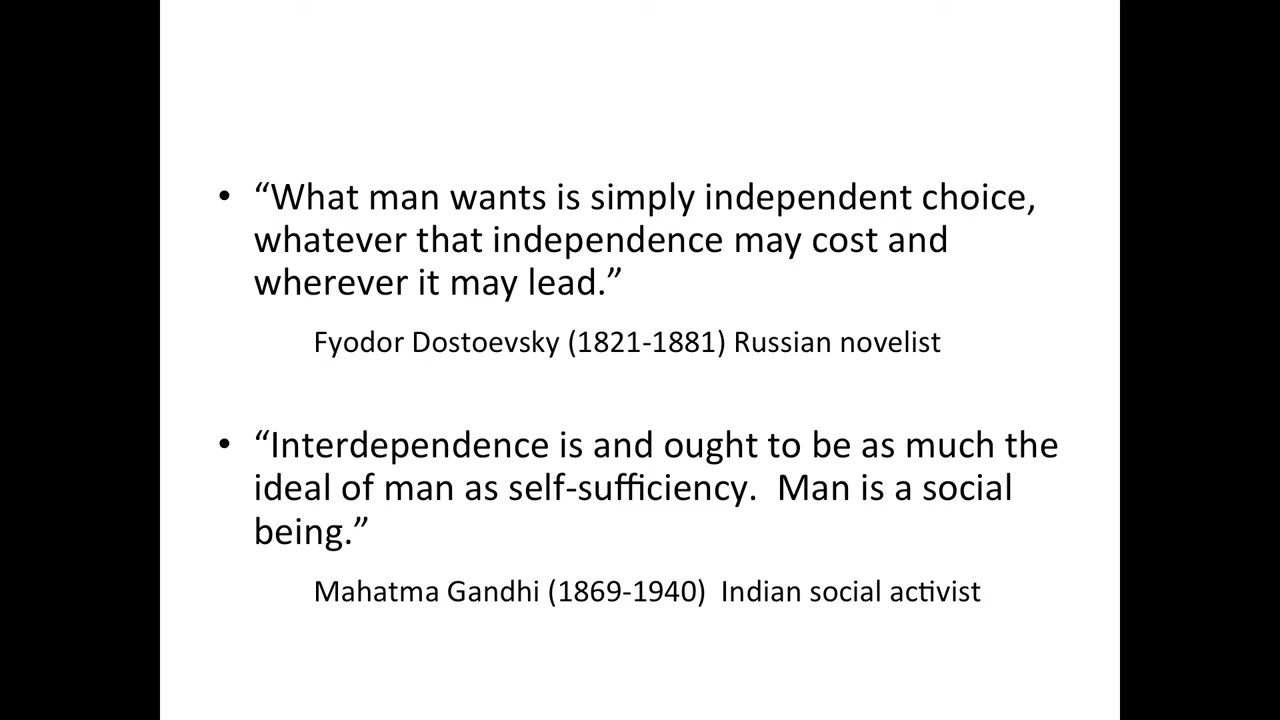 • “What man wants is simply independent choice,
whatever that independence may cost and
wherever it may lead.”
Fyodor Dostoevsky (1821-1881) Russian novelist
• “Interdependence is and ought to be as much the
ideal of man as self-sufficiency.  Man is a social
being.”
Mahatma Gandhi (1869-1940)  Indian social activist